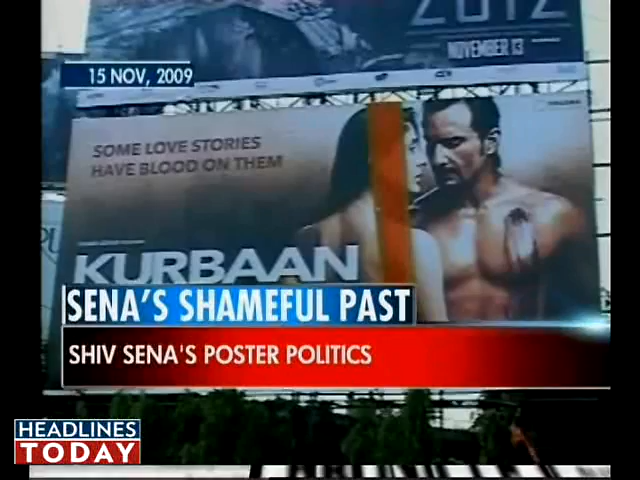 2012
NOVEMBER 13
15 NOV, 2009
SOME LOVE STORIES
HAVE BLOOD ON THEM
KURBAAN
SENA'S SHAMEFUL PAST
SHIV SENA'S POSTER POLITICS
HEADLINES
TODAY